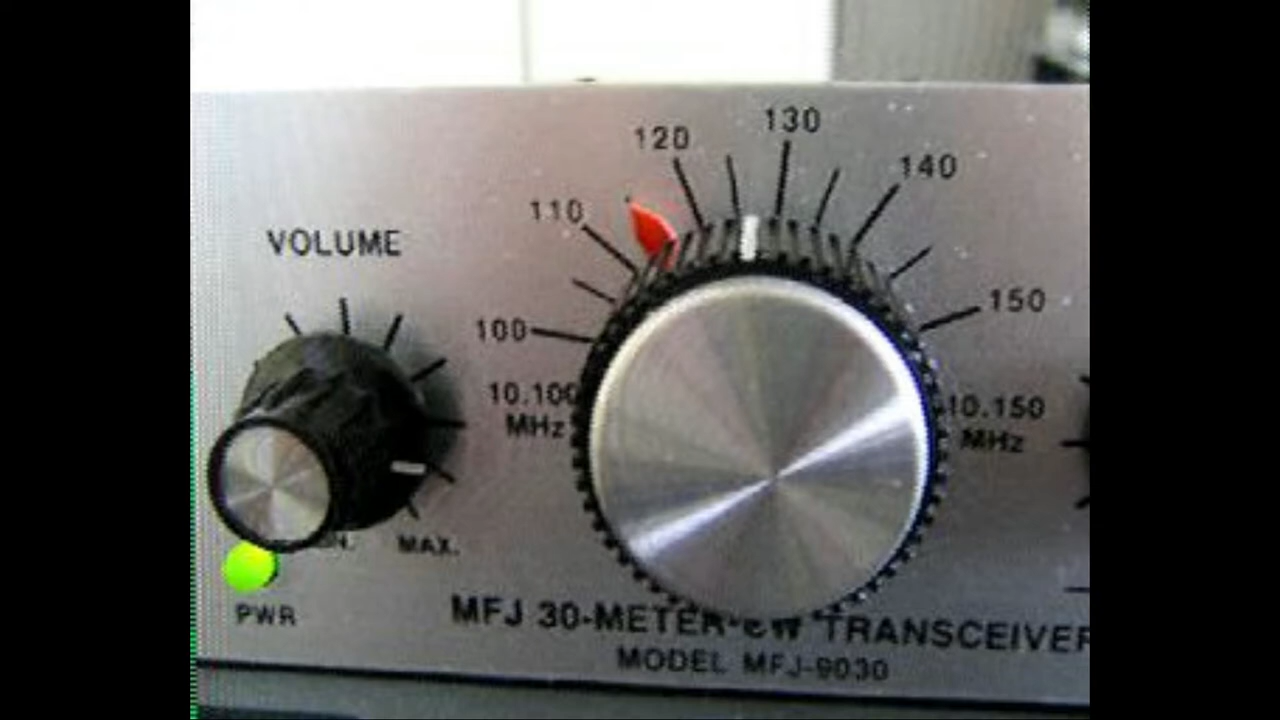 130
120
140
110
VOLUME
150
100
10.100
MHz
10.150
MHz
MAX.
PWR
MFJ 30-METER CW TRANSCEIVER
MODEL MFJ-9030